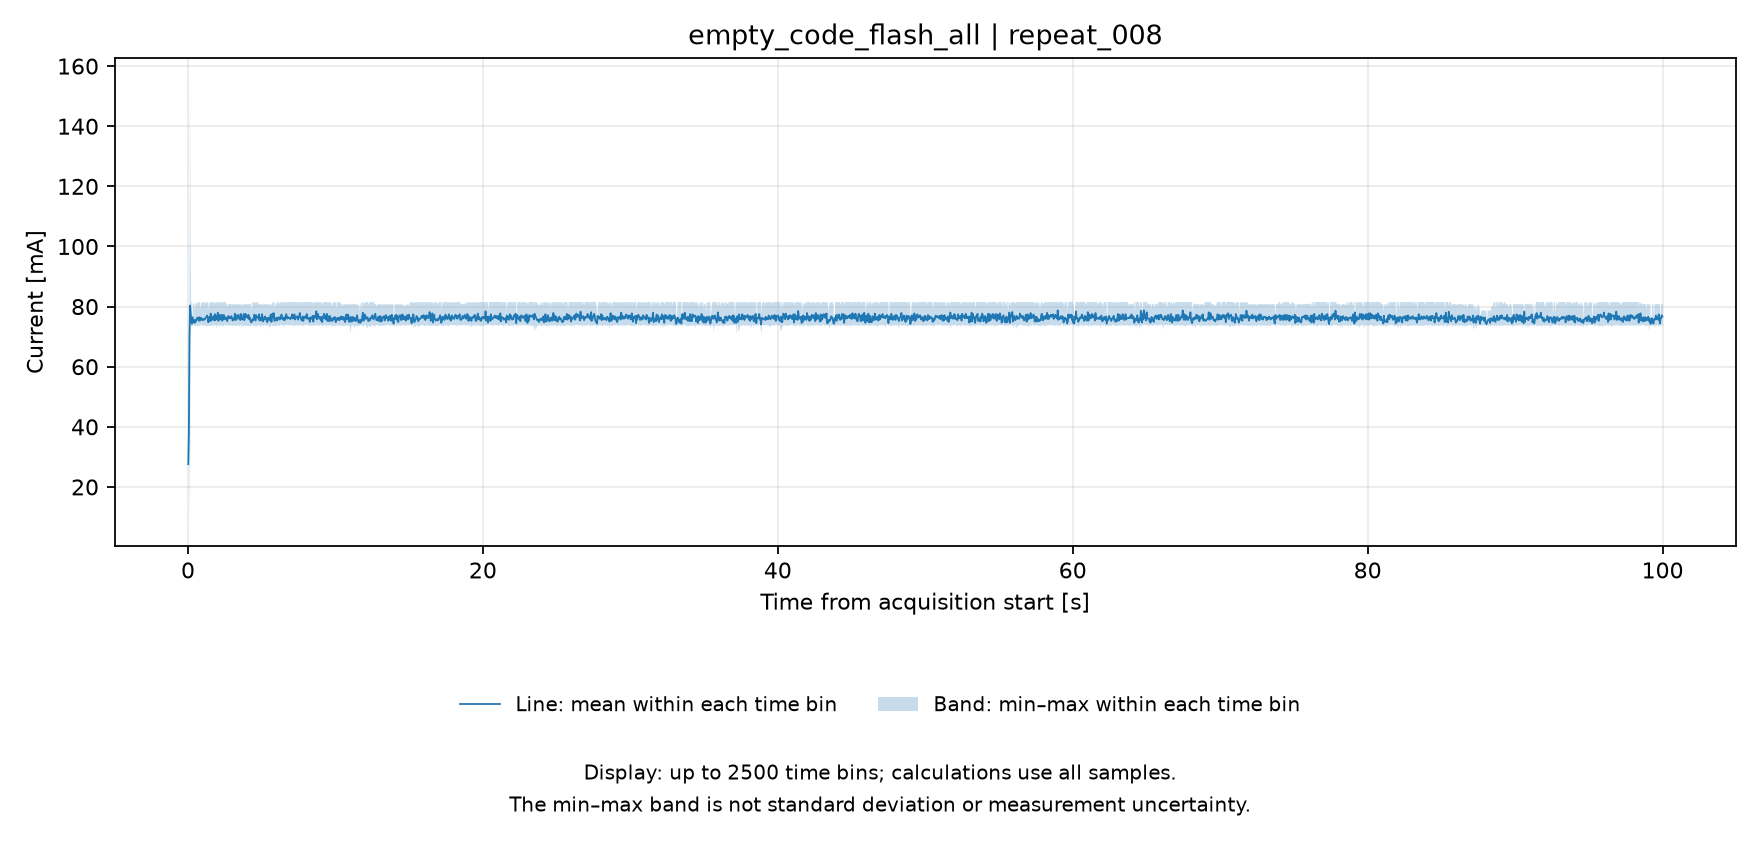 empty_code_flash_all | repeat_008
160
140
120
100
80
60
40
20
Current [mA]
0 20 40 60 80 100
Time from acquisition start [s]
Line: mean within each time bin Band: min–max within each time bin
Display: up to 2500 time bins; calculations use all samples.
The min–max band is not standard deviation or measurement uncertainty.